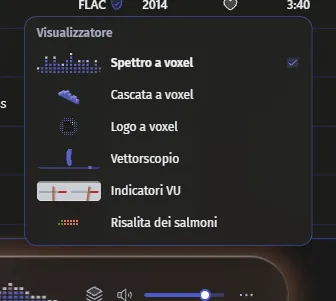 FLAC 2014 3:40
Visualizzatore
Spettro a voxel
Cascata a voxel
s
Logo a voxel
Vettorscopio
Indicatori VU
Risalita dei salmoni